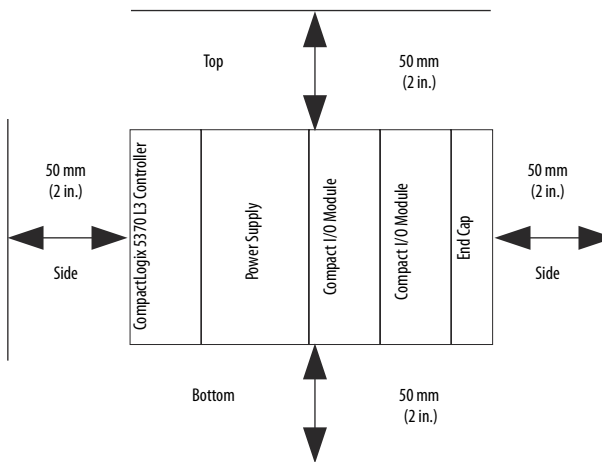 Top
50 mm
(2 in.)
50 mm
(2 in.)
Side
CompactLogix 5370 L3 Controller
Power Supply
Compact I/O Module
Compact I/O Module
End Cap
50 mm
(2 in.)
Side
Bottom
50 mm
(2 in.)